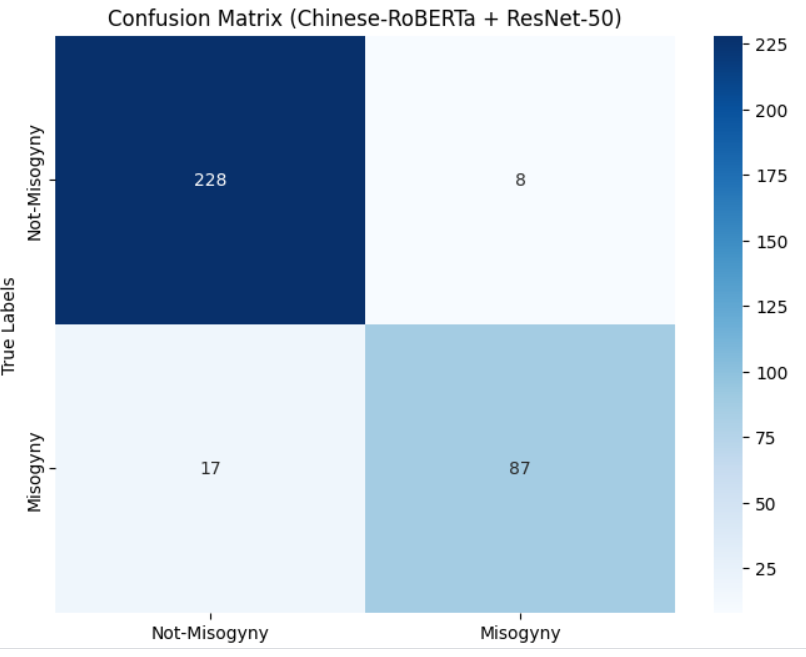 Confusion Matrix (Chinese-RoBERTa + ResNet-50)
True Labels
Not-Misogyny
228
8
Misogyny
17
87
Not-Misogyny
Misogyny
225
200
175
150
125
100
75
50
25